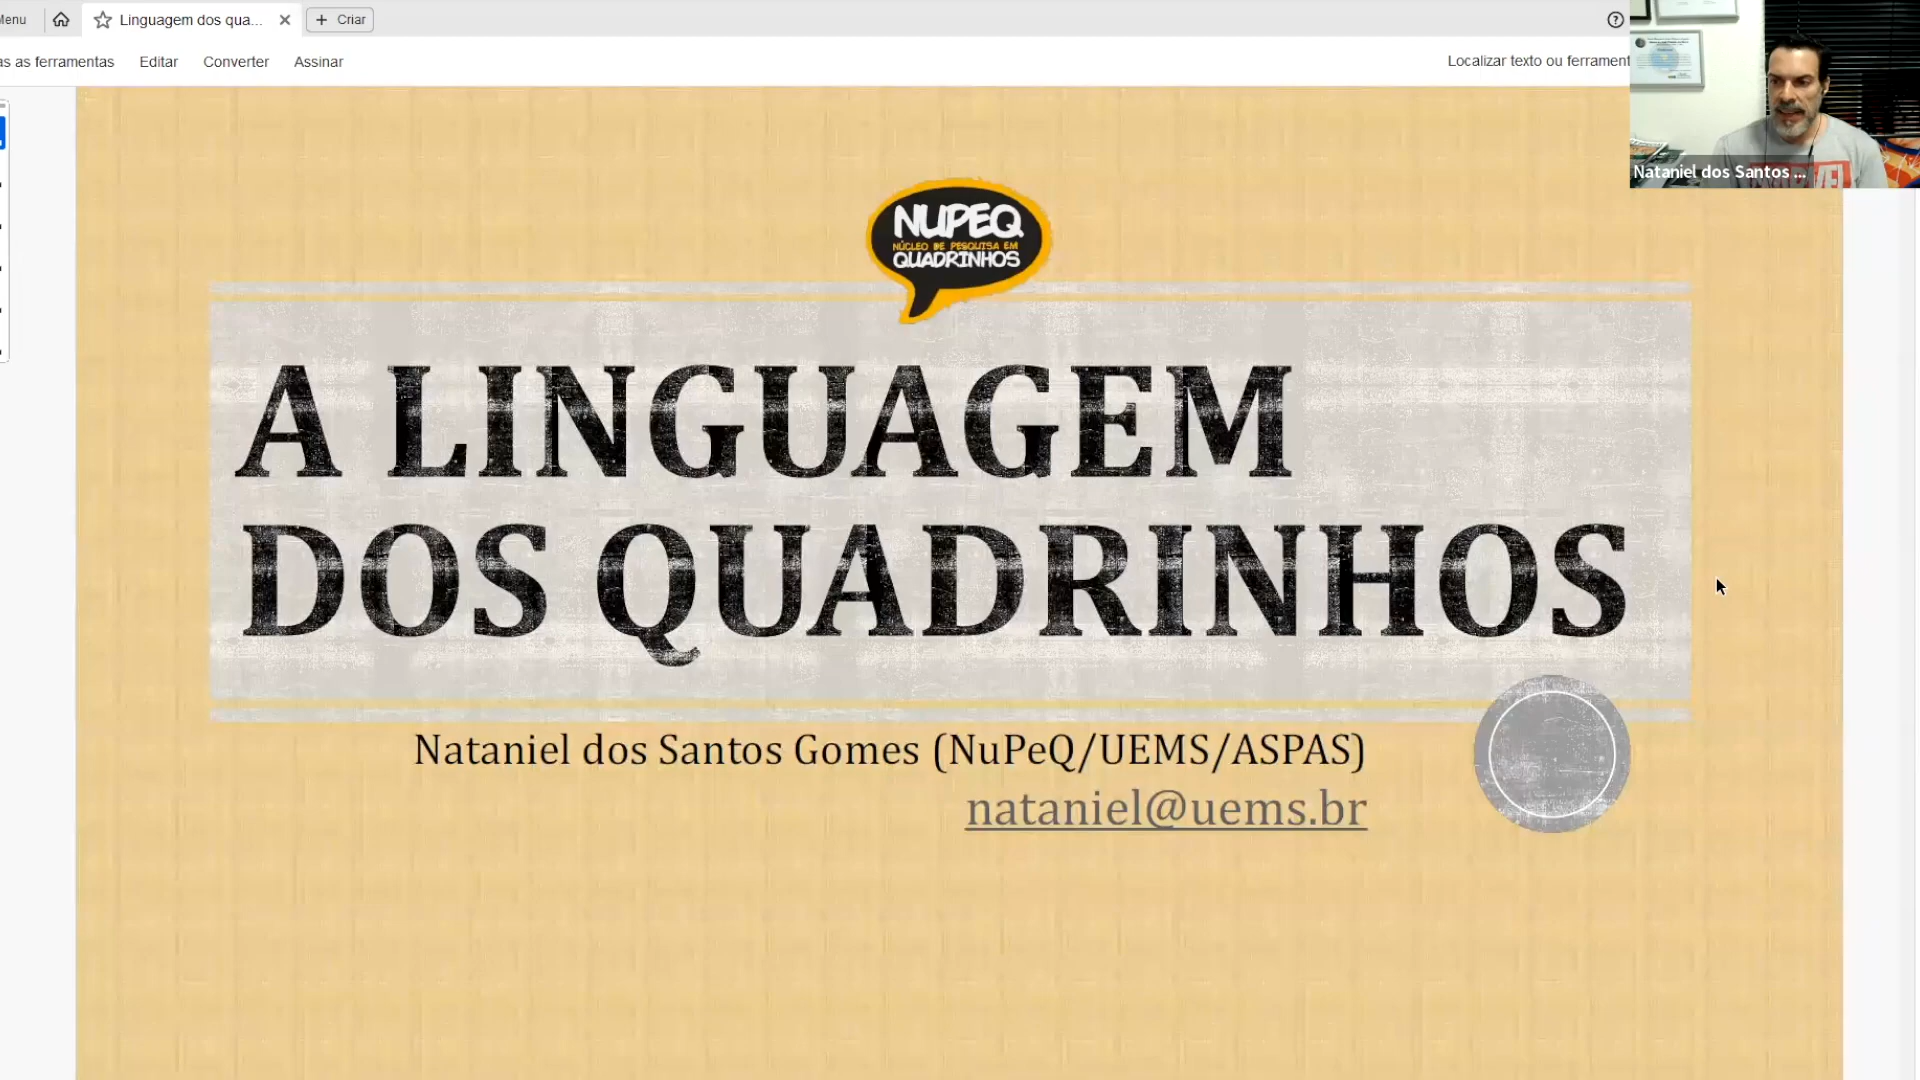 Menu
Linguagem dos qua...
Criar
as as ferramentas
Editar
Converter
Assinar
Localizar texto ou ferrament
Nataniel dos Santos ...
NUPEQ
NÚCLEO DE PESQUISA EM
QUADRINHOS
A LINGUAGEM
DOS QUADRINHOS
Nataniel dos Santos Gomes (NuPeQ/UEMS/ASPAS)
nataniel@uems.br